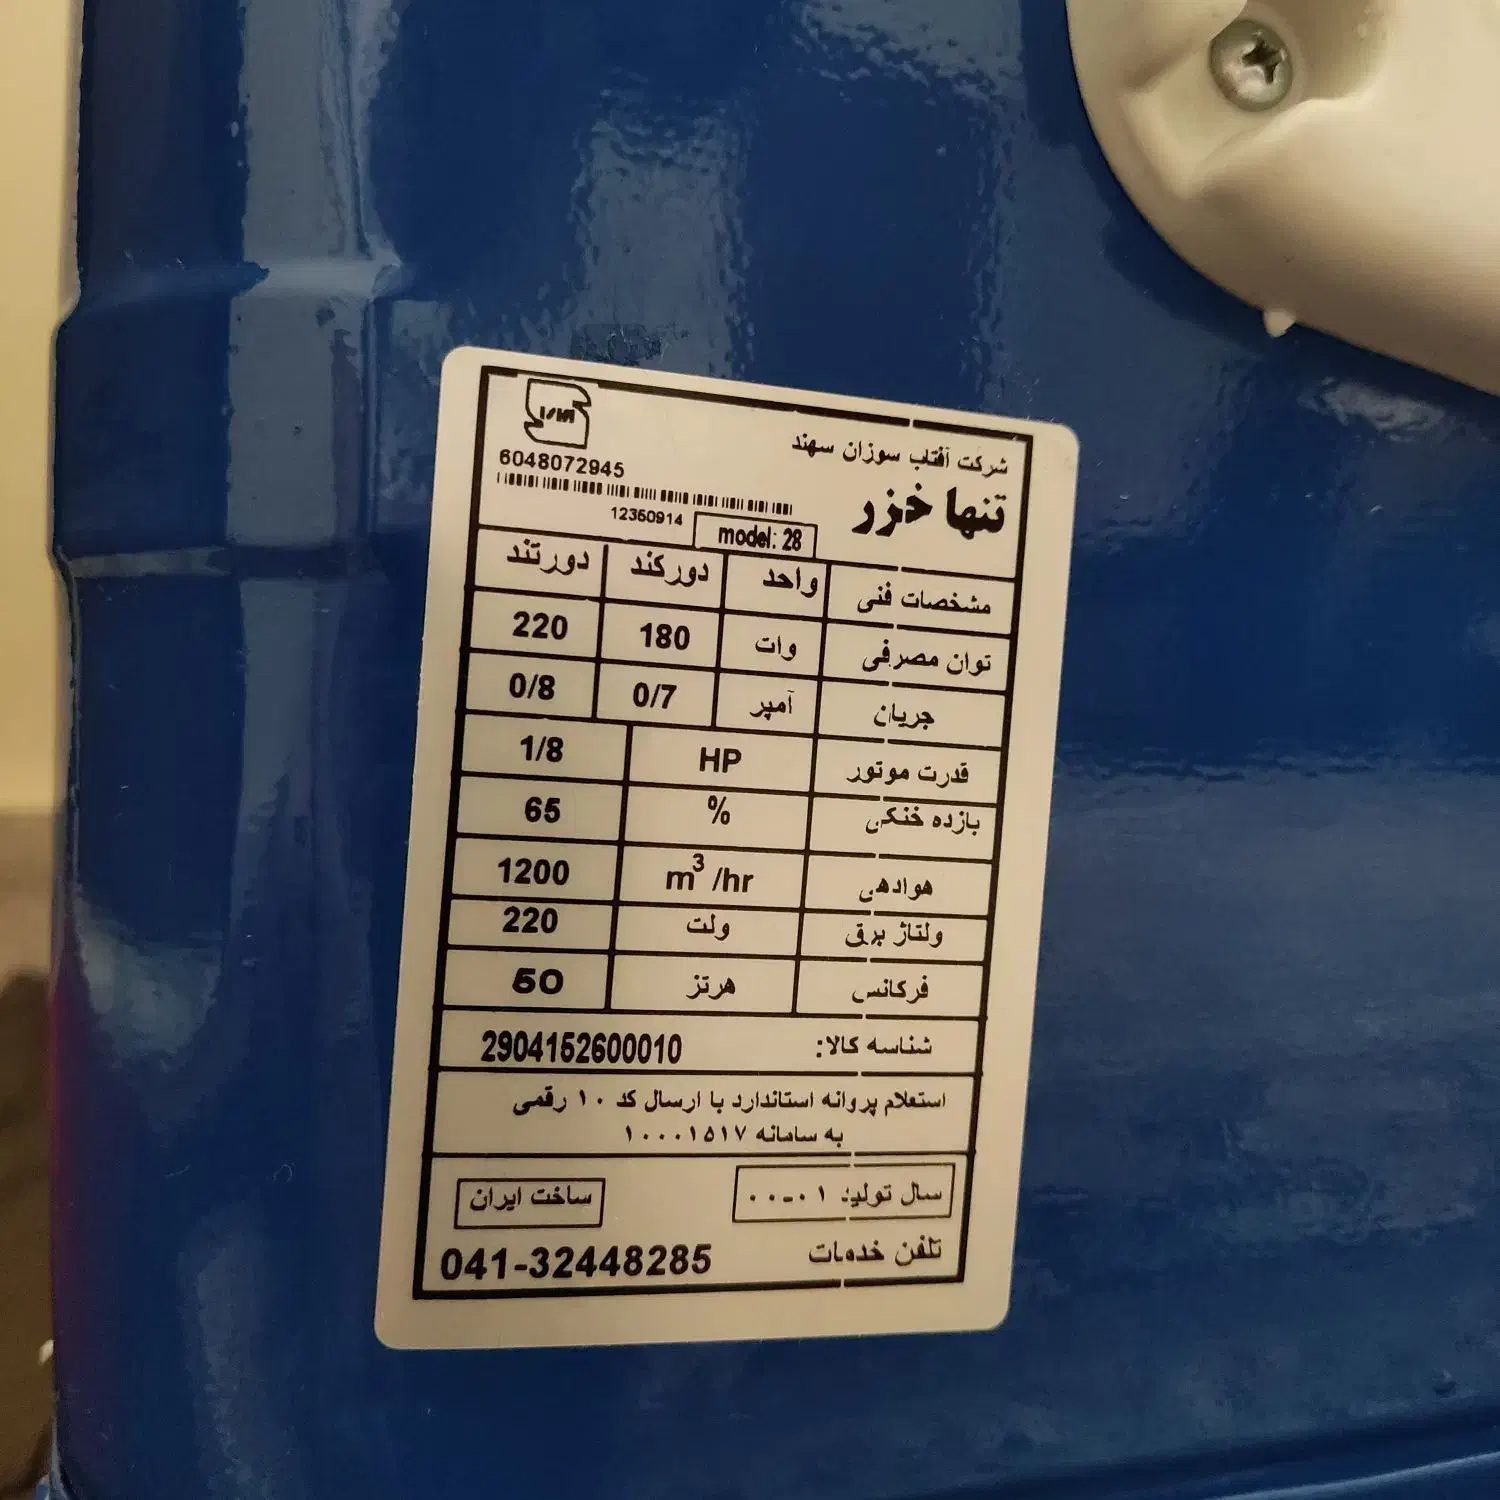 شرکت آفتاب سوزان سهند
تنها خزر
6048072945
12350914
model: 28
مشخصات فنی واحد دورکند دورتند
توان مصرفی وات 180 220
جریان آمپر 0/7 0/8
قدرت موتور HP 1/8
بازده خنکی % 65
هوادهی m³/hr 1200
ولتاژ برق ولت 220
فرکانس هرتز 50
شناسه کالا: 2904152600010
استعلام پروانه استاندارد با ارسال کد ۱۰ رقمی
به سامانه ۱۰۰۰۱۵۱۷
سال تولید ۰۱-۰۰ ساخت ایران
تلفن خدمات 041-32448285